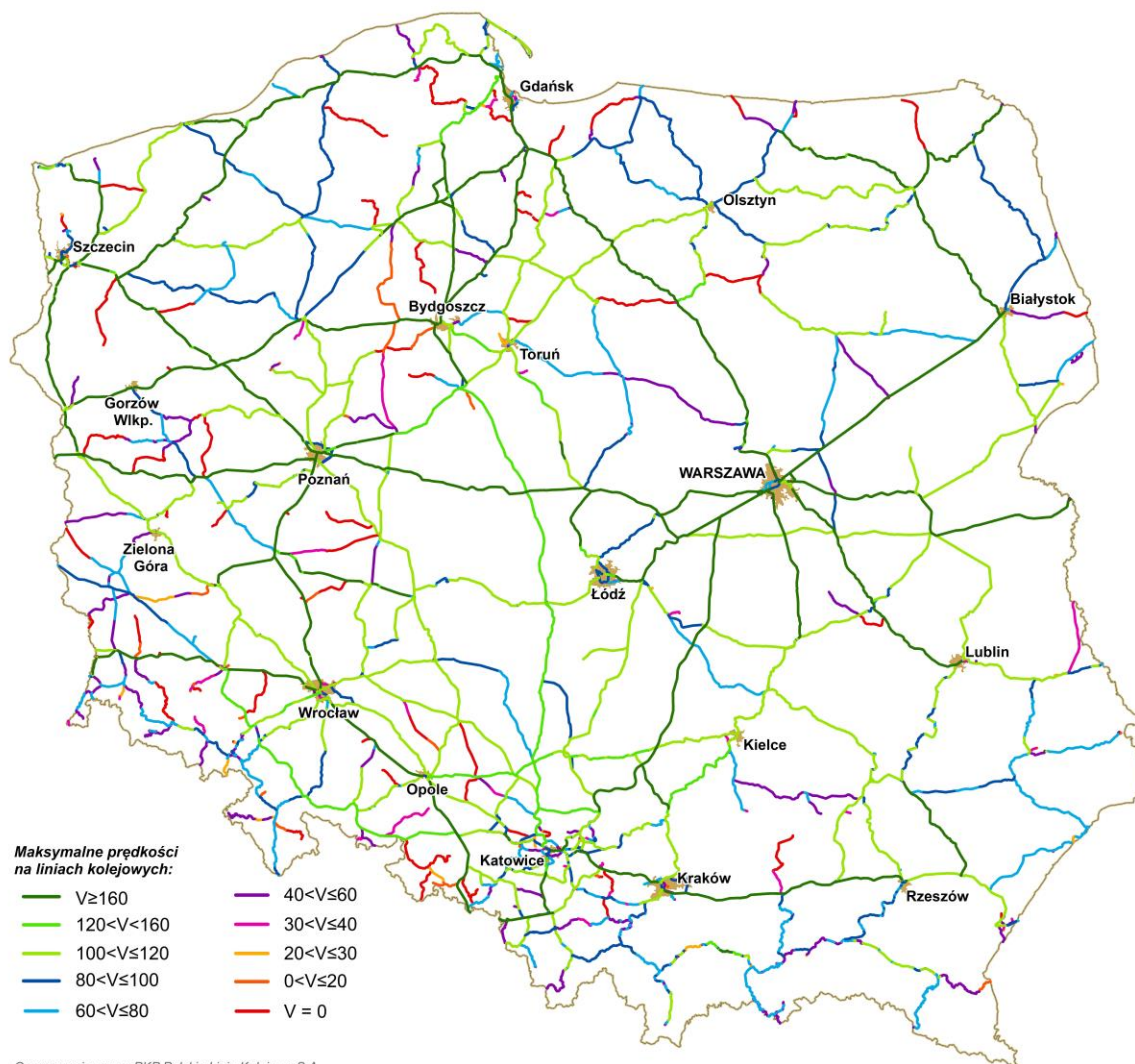 Gdańsk
Olsztyn
Szczecin
Białystok
Bydgoszcz
Toruń
Gorzów
Wlkp.
WARSZAWA
Poznań
Zielona
Góra
Łódź
Lublin
Wrocław
Kielce
Opole
Katowice
Kraków
Rzeszów
Maksymalne prędkości
na liniach kolejowych:
V≥160
120<V<160
100<V≤120
80<V≤100
60<V≤80
40<V≤60
30<V≤40
20<V≤30
0<V≤20
V = 0